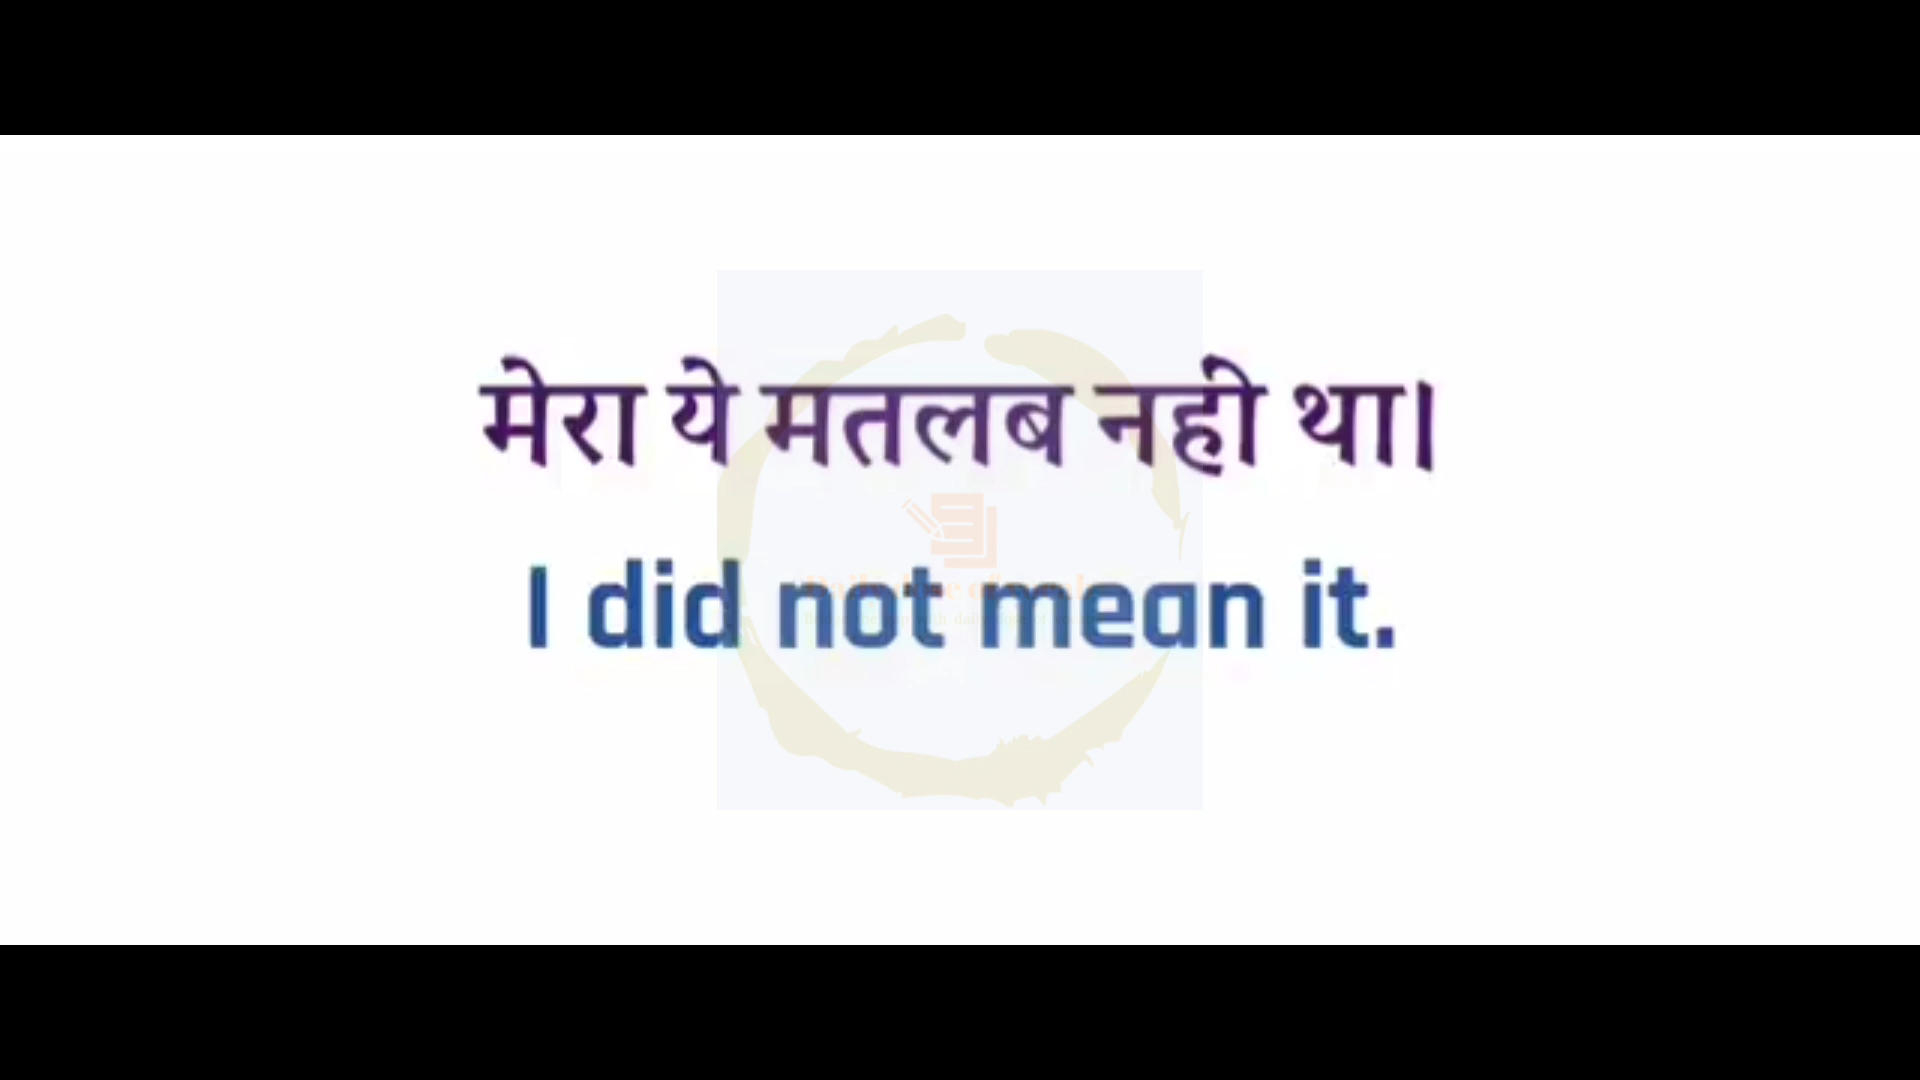 मेरा ये मतलब नही था।
I did not mean it.